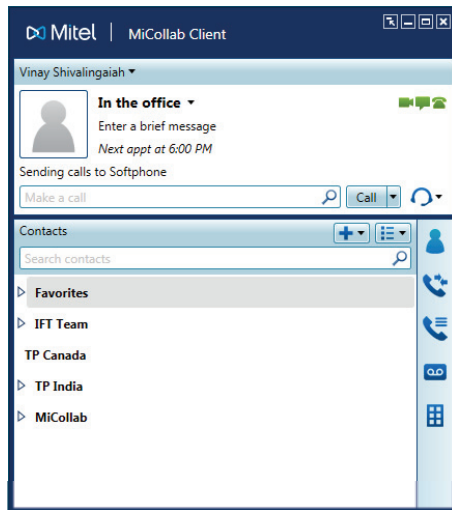 Mitel | MiCollab Client
Vinay Shivalingaiah
In the office
Enter a brief message
Next appt at 6:00 PM
Sending calls to Softphone
Make a call
Call
Contacts
Search contacts
Favorites
IFT Team
TP Canada
TP India
MiCollab